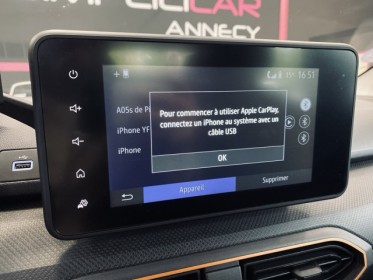 SIMPLICICAR
ANNECY
16:51
A05s de
Pour commencer à utiliser Apple CarPlay,
connectez un iPhone au système avec un
câble USB
iPhone YF
iPhone
OK
Appareil
Supprimer